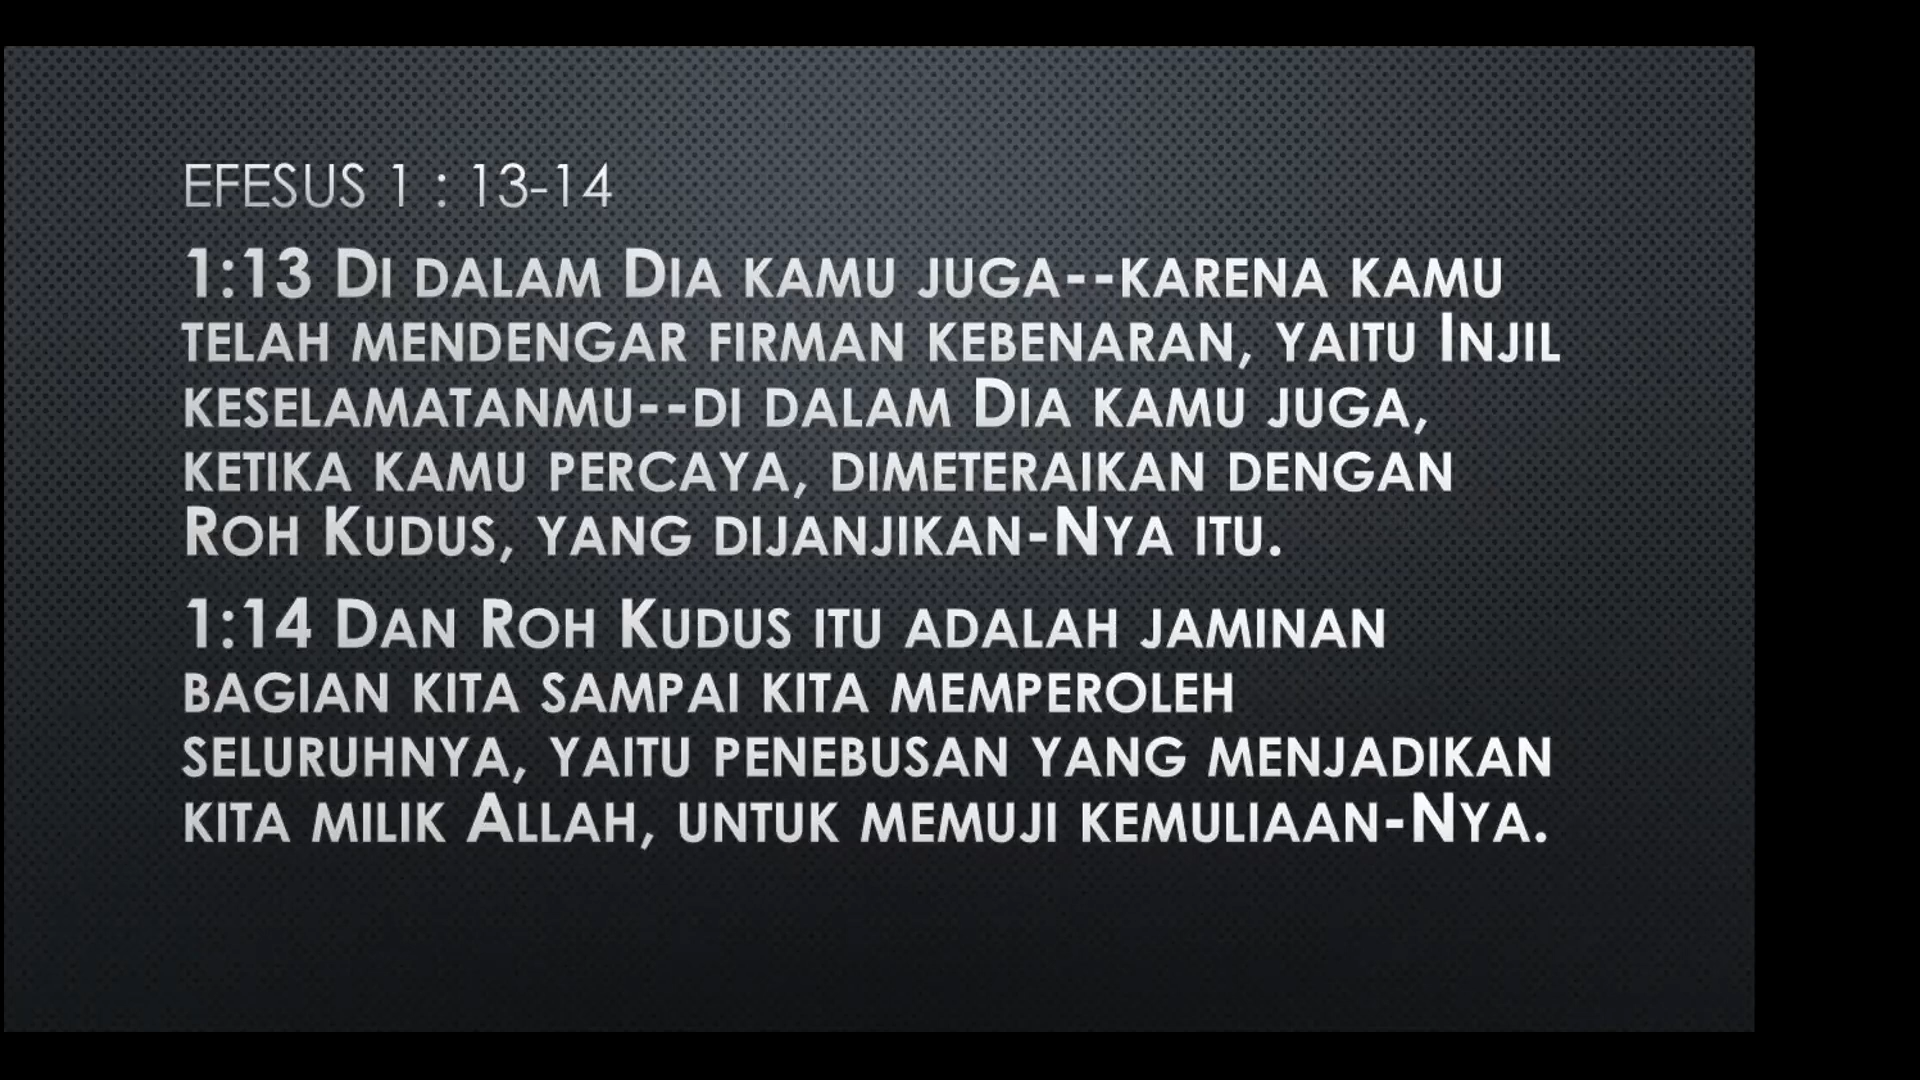 EFESUS 1 : 13-14
1:13 Di dalam Dia kamu juga--karena kamu
telah mendengar firman kebenaran, yaitu Injil
keselamatanmu--di dalam Dia kamu juga,
ketika kamu percaya, dimeteraikan dengan
Roh Kudus, yang dijanjikan-Nya itu.
1:14 Dan Roh Kudus itu adalah jaminan
bagian kita sampai kita memperoleh
seluruhnya, yaitu penebusan yang menjadikan
kita milik Allah, untuk memuji kemuliaan-Nya.